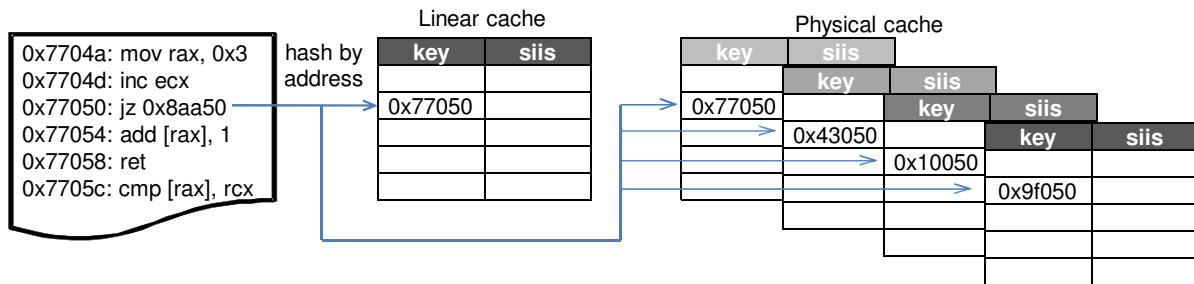 Linear cache
Physical cache
0x7704a: mov rax, 0x3
0x7704d: inc ecx
0x77050: jz 0x8aa50
0x77054: add [rax], 1
0x77058: ret
0x7705c: cmp [rax], rcx
hash by
address
key siis
0x77050
key siis
0x77050
key siis
0x43050
key siis
0x10050
key siis
0x9f050